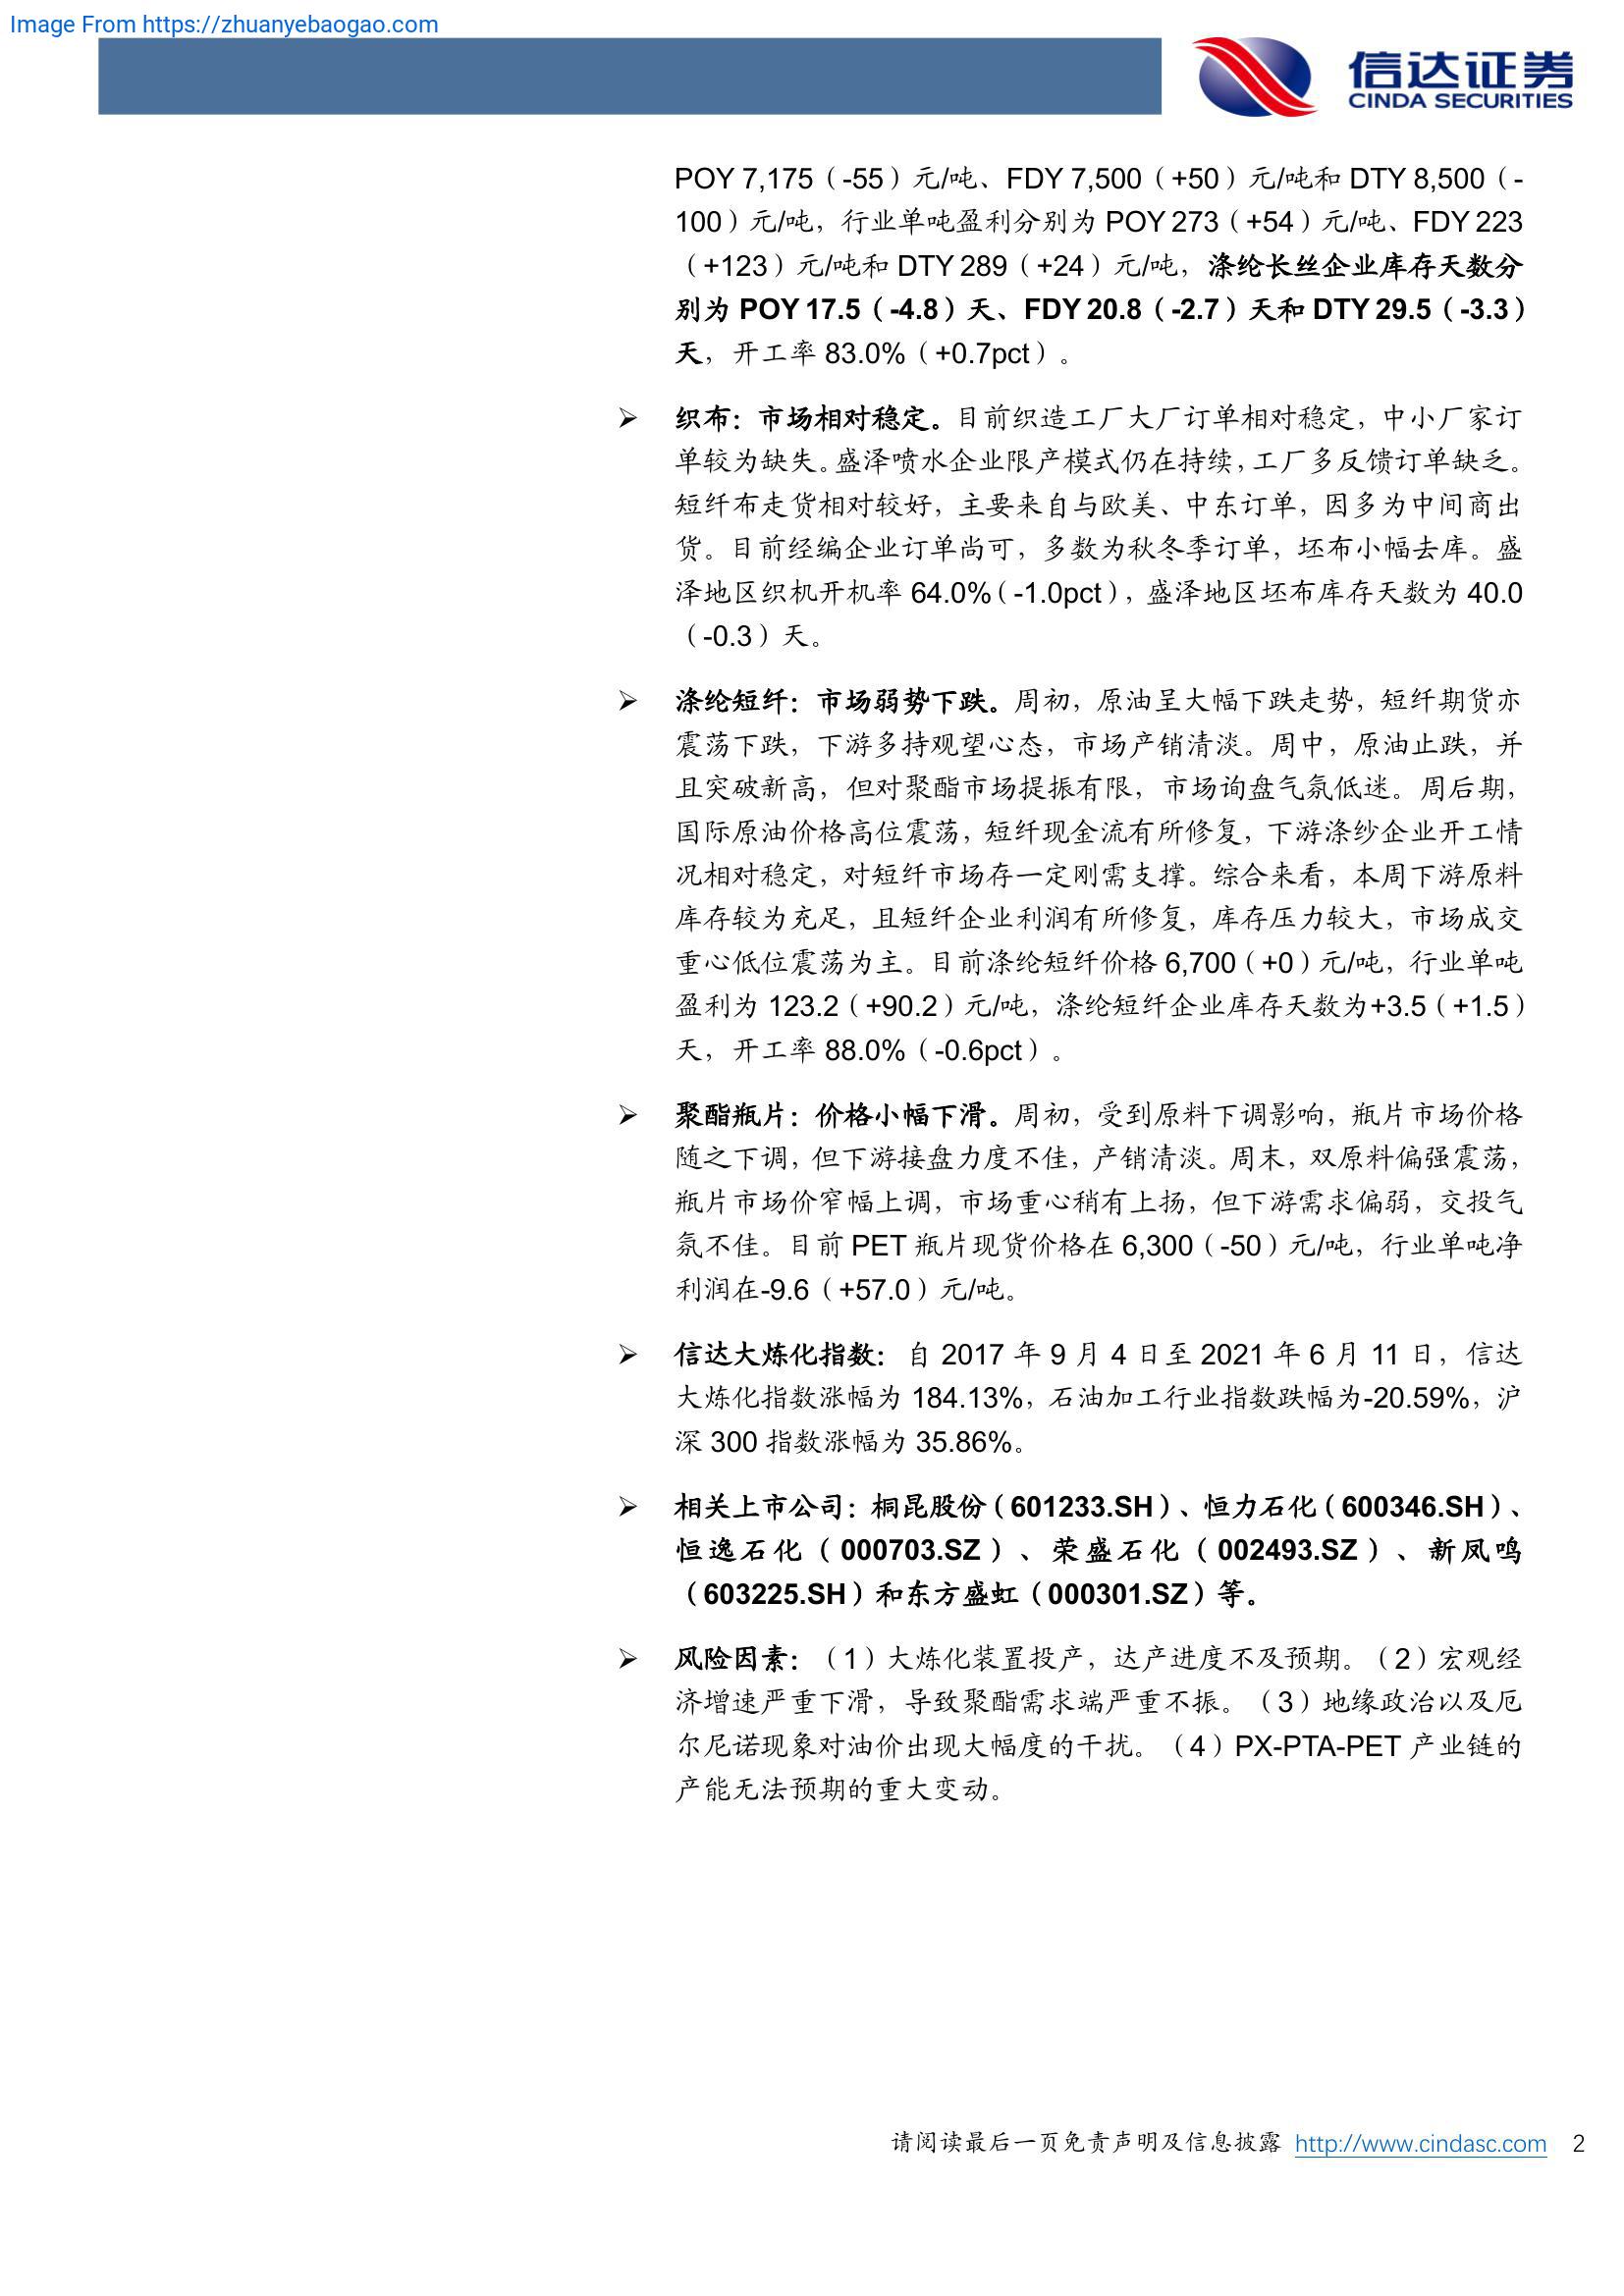 Image From https://zhuanyebaogao.com
信达证券
CINDA SECURITIES
POY 7,175（-55）元/吨、FDY 7,500（+50）元/吨和 DTY 8,500（-
100）元/吨，行业单吨盈利分别为 POY 273（+54）元/吨、FDY 223
（+123）元/吨和 DTY 289（+24）元/吨，涤纶长丝企业库存天数分
别为 POY 17.5（-4.8）天、FDY 20.8（-2.7）天和 DTY 29.5（-3.3）
天，开工率 83.0%（+0.7pct）。
➢ 织布：市场相对稳定。目前织造工厂大厂订单相对稳定，中小厂家订
单较为缺失。盛泽喷水企业限产模式仍在持续，工厂多反馈订单缺乏。
短纤布走货相对较好，主要来自与欧美、中东订单，因多为中间商出
货。目前经编企业订单尚可，多数为秋冬季订单，坯布小幅去库。盛
泽地区织机开机率 64.0%（-1.0pct），盛泽地区坯布库存天数为 40.0
（-0.3）天。
➢ 涤纶短纤：市场弱势下跌。周初，原油呈大幅下跌走势，短纤期货亦
震荡下跌，下游多持观望心态，市场产销清淡。周中，原油止跌，并
且突破新高，但对聚酯市场提振有限，市场询盘气氛低迷。周后期，
国际原油价格高位震荡，短纤现金流有所修复，下游涤纱企业开工情
况相对稳定，对短纤市场存一定刚需支撑。综合来看，本周下游原料
库存较为充足，且短纤企业利润有所修复，库存压力较大，市场成交
重心低位震荡为主。目前涤纶短纤价格 6,700（+0）元/吨，行业单吨
盈利为 123.2（+90.2）元/吨，涤纶短纤企业库存天数为+3.5（+1.5）
天，开工率 88.0%（-0.6pct）。
➢ 聚酯瓶片：价格小幅下滑。周初，受到原料下调影响，瓶片市场价格
随之下调，但下游接盘力度不佳，产销清淡。周末，双原料偏强震荡，
瓶片市场价窄幅上调，市场重心稍有上扬，但下游需求偏弱，交投气
氛不佳。目前 PET 瓶片现货价格在 6,300（-50）元/吨，行业单吨净
利润在-9.6（+57.0）元/吨。
➢ 信达大炼化指数：自 2017 年 9 月 4 日至 2021 年 6 月 11 日，信达
大炼化指数涨幅为 184.13%，石油加工行业指数跌幅为-20.59%，沪
深 300 指数涨幅为 35.86%。
➢ 相关上市公司：桐昆股份（601233.SH）、恒力石化（600346.SH）、
恒逸石化（000703.SZ）、荣盛石化（002493.SZ）、新凤鸣
（603225.SH）和东方盛虹（000301.SZ）等。
➢ 风险因素：（1）大炼化装置投产，达产进度不及预期。（2）宏观经
济增速严重下滑，导致聚酯需求端严重不振。（3）地缘政治以及厄
尔尼诺现象对油价出现大幅度的干扰。（4）PX-PTA-PET 产业链的
产能无法预期的重大变动。
请阅读最后一页免责声明及信息披露 http://www.cindasc.com 2